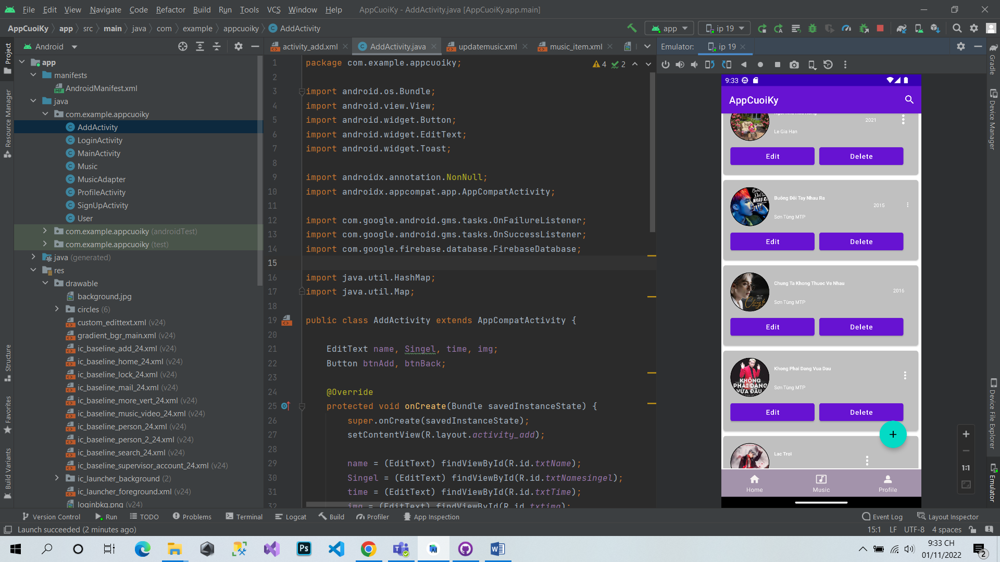 File Edit View Navigate Code Refactor Build Run Tools VCS Window Help AppCuoiKy - AddActivity.java [AppCuoiKy.app.main]
AppCuoiKy app src main java com example appcuoiky AddActivity app ip 19
Project
Resource Manager
Structure
Favorites
Build Variants
Android
app
manifests
AndroidManifest.xml
java
com.example.appcuoiky
AddActivity
LoginActivity
MainActivity
Music
MusicAdapter
ProfileActivity
SignUpActivity
User
com.example.appcuoiky (androidTest)
com.example.appcuoiky (test)
java (generated)
res
drawable
background.jpg
circles (6)
custom_edittext.xml (v24)
gradient_bgr_main.xml (v24)
ic_baseline_add_24.xml (v24)
ic_baseline_home_24.xml (v24)
ic_baseline_lock_24.xml (v24)
ic_baseline_mail_24.xml (v24)
ic_baseline_more_vert_24.xml (v24)
ic_baseline_music_video_24.xml (v24)
ic_baseline_person_24.xml (v24)
ic_baseline_person_2_24.xml (v24)
ic_baseline_search_24.xml (v24)
ic_baseline_supervisor_account_24.xml (v24)
ic_launcher_background (2)
ic_launcher_foreground.xml (v24)
loginbkg.png (v24)
activity_add.xml AddActivity.java updatemusic.xml music_item.xml
4 2
1 package com.example.appcuoiky;
2
3 import android.os.Bundle;
4 import android.view.View;
5 import android.widget.Button;
6 import android.widget.EditText;
7 import android.widget.Toast;
8
9 import androidx.annotation.NonNull;
10 import androidx.appcompat.app.AppCompatActivity;
11
12 import com.google.android.gms.tasks.OnFailureListener;
13 import com.google.android.gms.tasks.OnSuccessListener;
14 import com.google.firebase.database.FirebaseDatabase;
15
16 import java.util.HashMap;
17 import java.util.Map;
18
19 public class AddActivity extends AppCompatActivity {
20
21 EditText name, Singel, time, img;
22 Button btnAdd, btnBack;
23
24 @Override
25 protected void onCreate(Bundle savedInstanceState) {
26 super.onCreate(savedInstanceState);
27 setContentView(R.layout.activity_add);
28
29 name = (EditText) findViewById(R.id.txtName);
30 Singel = (EditText) findViewById(R.id.txtNamesingel);
31 time = (EditText) findViewById(R.id.txtTime);
32 img = (EditText) findViewById(R.id.txtimg);
Emulator: ip 19
9:33
AppCuoiKy
2021
Le Gia Han
Edit Delete
Buông Đôi Tay Nhau Ra
2015
Sơn Tùng MTP
Edit Delete
Chung Ta Khong Thuoc Ve Nhau
2016
Sơn Tùng MTP
Edit Delete
Khong Phai Dang Vua Dau
KHÔNG PHẢI DẠNG VỪA ĐÂU
Sơn Tùng MTP
Edit Delete
+
Lac Troi
Home Music Profile
1:1
Gradle
Device Manager
Device File Explorer
Emulator
Version Control Run TODO Problems Terminal Logcat Build Profiler App Inspection Event Log Layout Inspector
Launch succeeded (2 minutes ago) 15:1 LF UTF-8 4 spaces
Ps
9:33 CH
01/11/2022
2